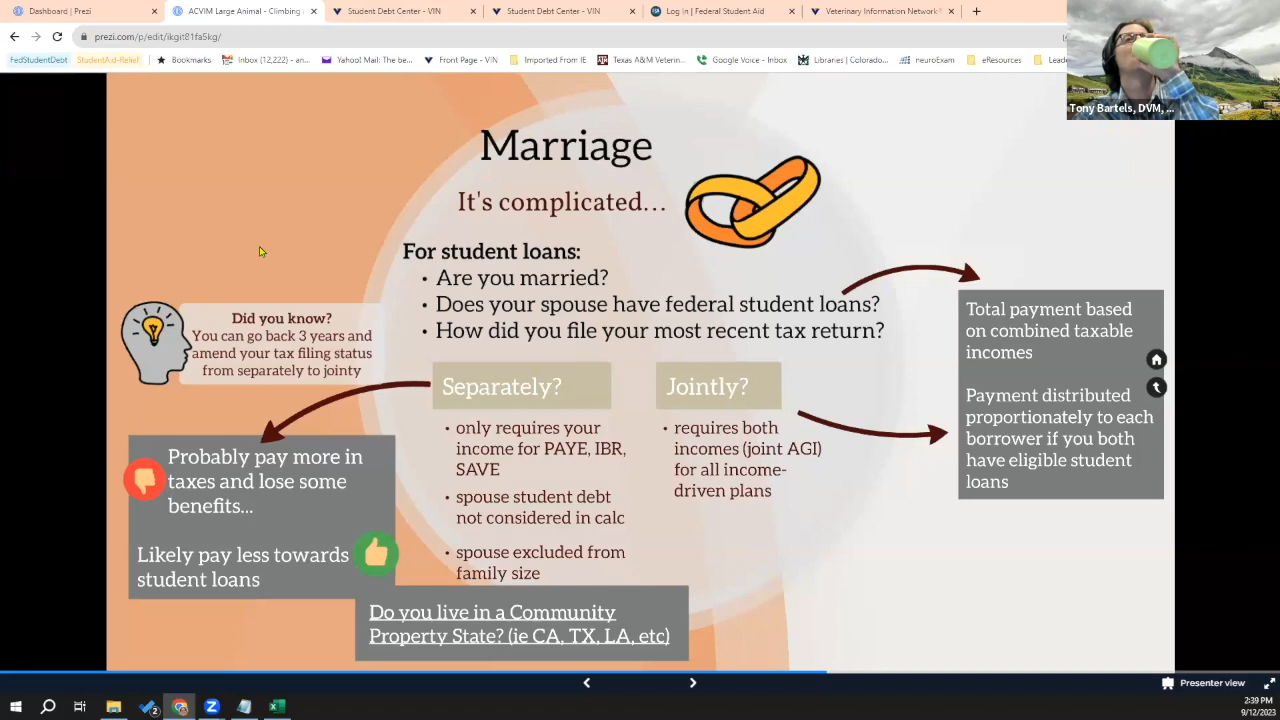 Dashboard | Prezi
ACVIM Large Animal - Climbing
Student Debt Center - VIN
Student Debt Center - VIN
Log In | Federal Student Aid
Veterinary Information Network
prezi.com/p/edit/ikgit81fa5kg/
FedStudentDebt
StudentAid-Relief
Bookmarks
Inbox (12,222) - an...
Yahoo! Mail: The be...
Front Page - VIN
Imported From IE
Texas A&M Veterin...
Google Voice - Inbox
Libraries | Colorado...
neuroExam
eResources
Leade
Tony Bartels, DVM, ...
Marriage
It's complicated...
For student loans:
• Are you married?
• Does your spouse have federal student loans?
• How did you file your most recent tax return?
Did you know?
You can go back 3 years and
amend your tax filing status
from separately to jointy
Separately?
• only requires your
income for PAYE, IBR,
SAVE
• spouse student debt
not considered in calc
• spouse excluded from
family size
Jointly?
• requires both
incomes (joint AGI)
for all income-
driven plans
Total payment based
on combined taxable
incomes
Payment distributed
proportionately to each
borrower if you both
have eligible student
loans
Probably pay more in
taxes and lose some
benefits...
Likely pay less towards
student loans
Do you live in a Community
Property State? (ie CA, TX, LA, etc)
Presenter view
2
2:39 PM
9/12/2023